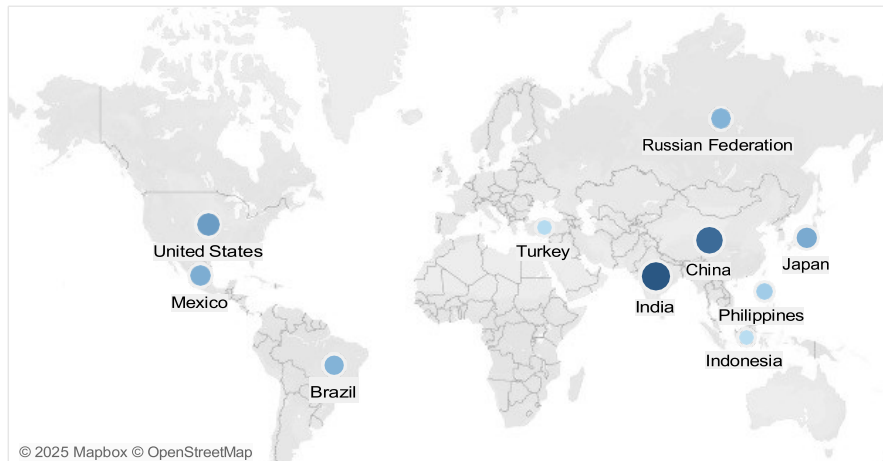 Russian Federation
United States
Turkey
China
Japan
Mexico
India
Philippines
Indonesia
Brazil
© 2025 Mapbox © OpenStreetMap